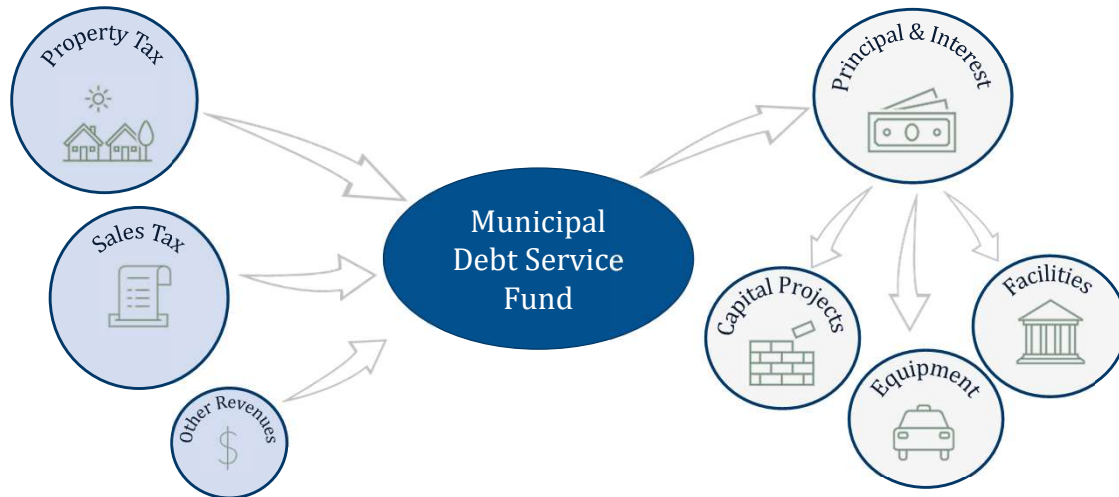 Property Tax
Sales Tax
Other Revenues
$
Municipal
Debt Service
Fund
Principal & Interest
Capital Projects
Equipment
Facilities